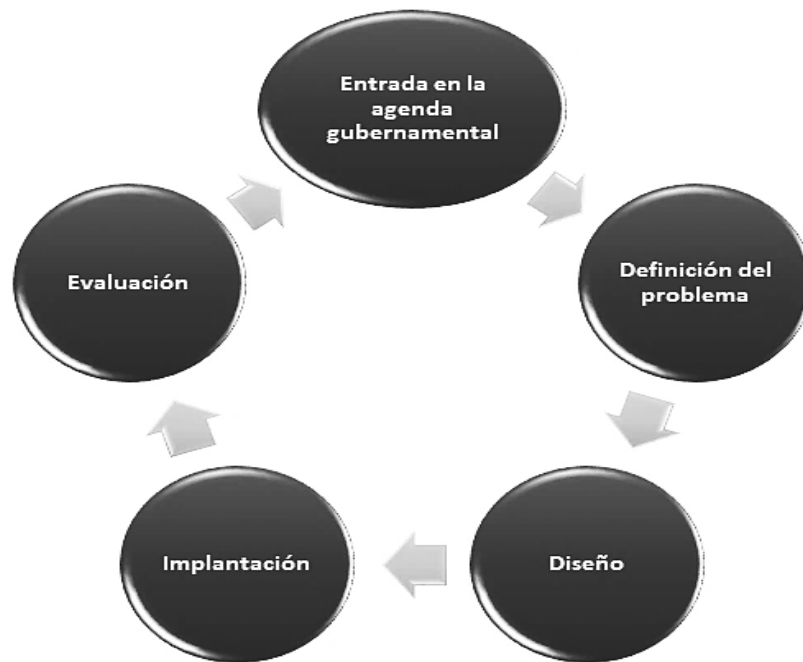 Entrada en la
agenda
gubernamental
Definición del
problema
Diseño
Implantación
Evaluación